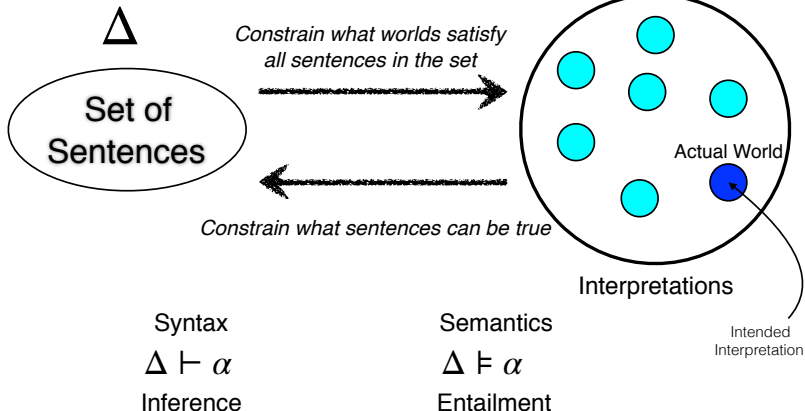 Δ
Constrain what worlds satisfy
all sentences in the set
Set of
Sentences
Actual World
Constrain what sentences can be true
Interpretations
Intended
Interpretation
Syntax
Semantics
Δ ⊢ α
Δ ⊧ α
Inference
Entailment